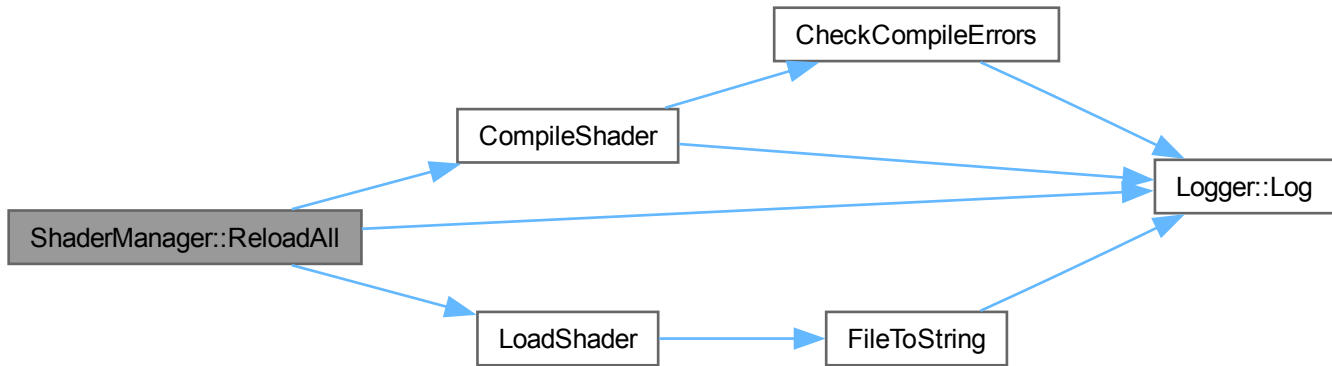 CheckCompileErrors
CompileShader
Logger::Log
ShaderManager::ReloadAll
LoadShader
FileToString